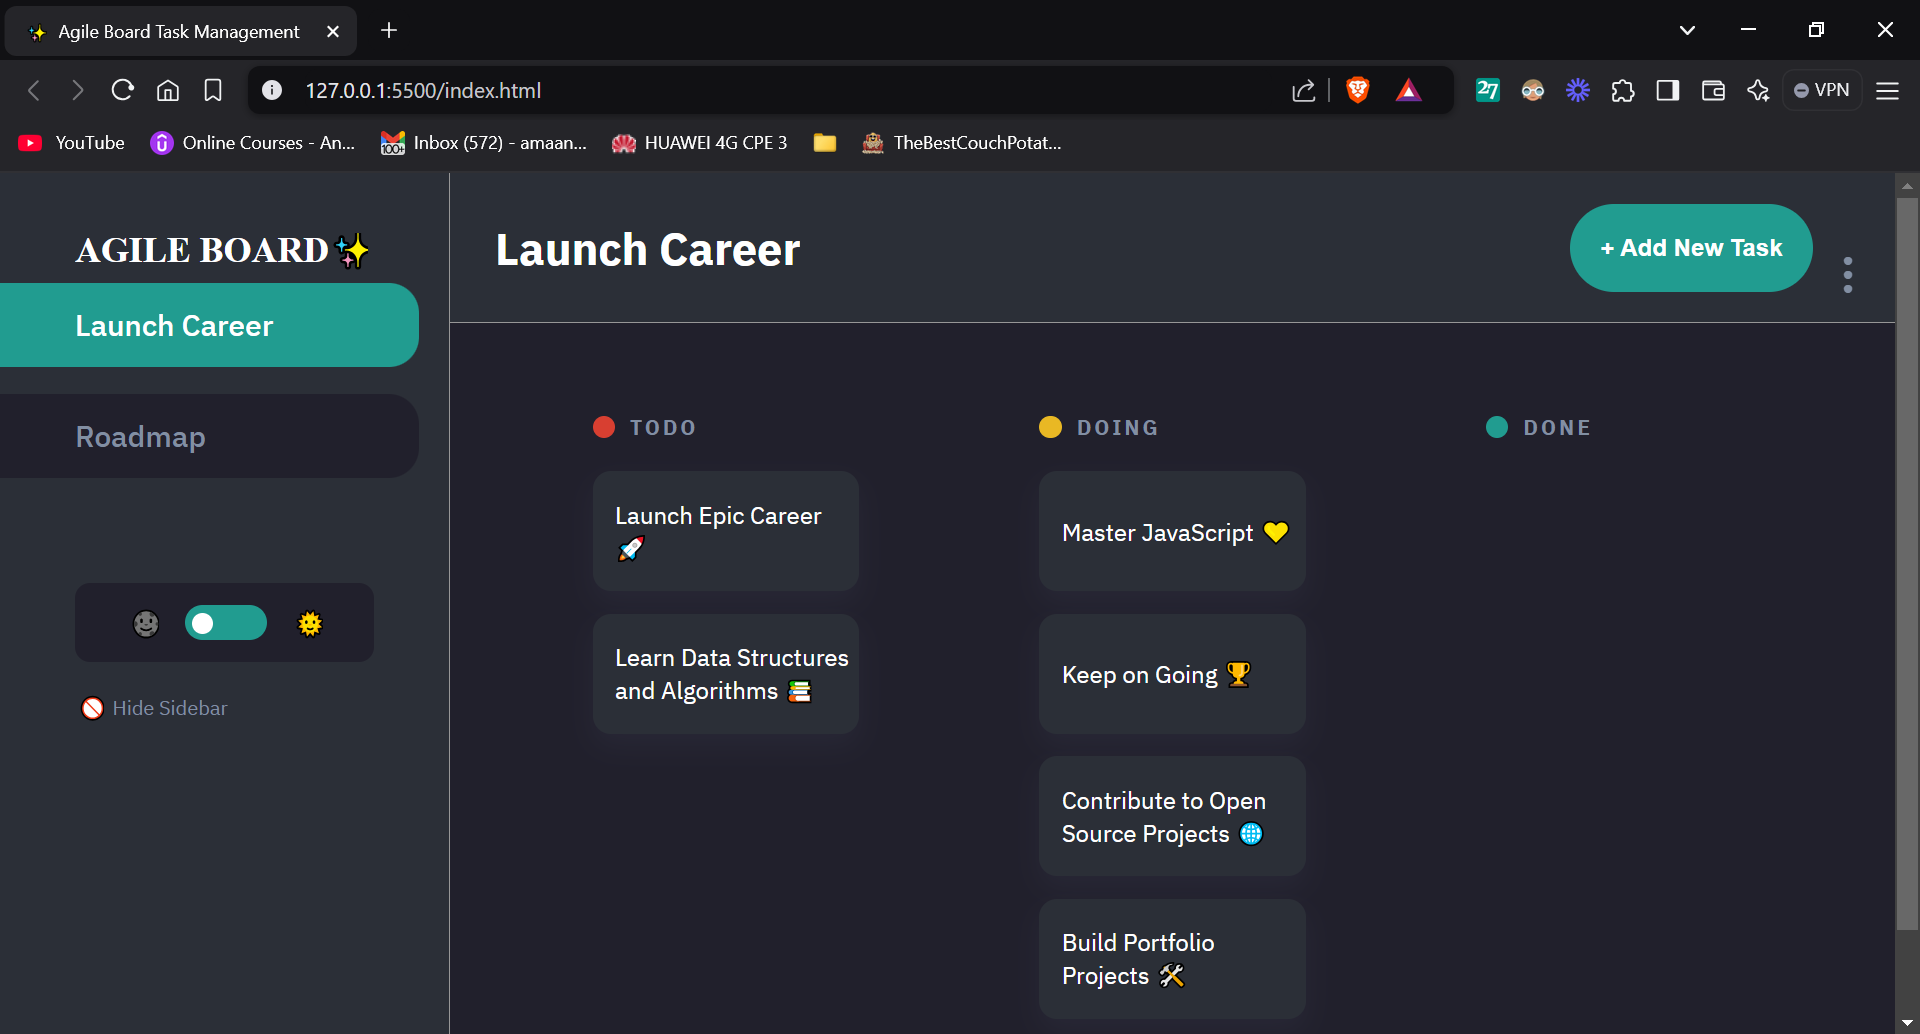 Agile Board Task Management
127.0.0.1:5500/index.html
27
VPN
YouTube
Online Courses - An...
100+
Inbox (572) - amaan...
HUAWEI 4G CPE 3
TheBestCouchPotat...
AGILE BOARD✨
Launch Career
Roadmap
Hide Sidebar
Launch Career
+ Add New Task
TODO
Launch Epic Career
🚀
Learn Data Structures
and Algorithms 📚
DOING
Master JavaScript 💛
Keep on Going 🏆
Contribute to Open
Source Projects 🌐
Build Portfolio
Projects 🛠️
DONE